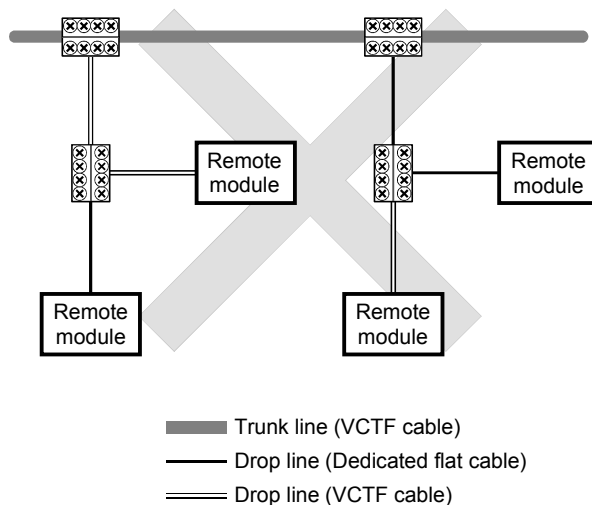 Remote
module
Remote
module
Remote
module
Remote
module
Trunk line (VCTF cable)
Drop line (Dedicated flat cable)
Drop line (VCTF cable)